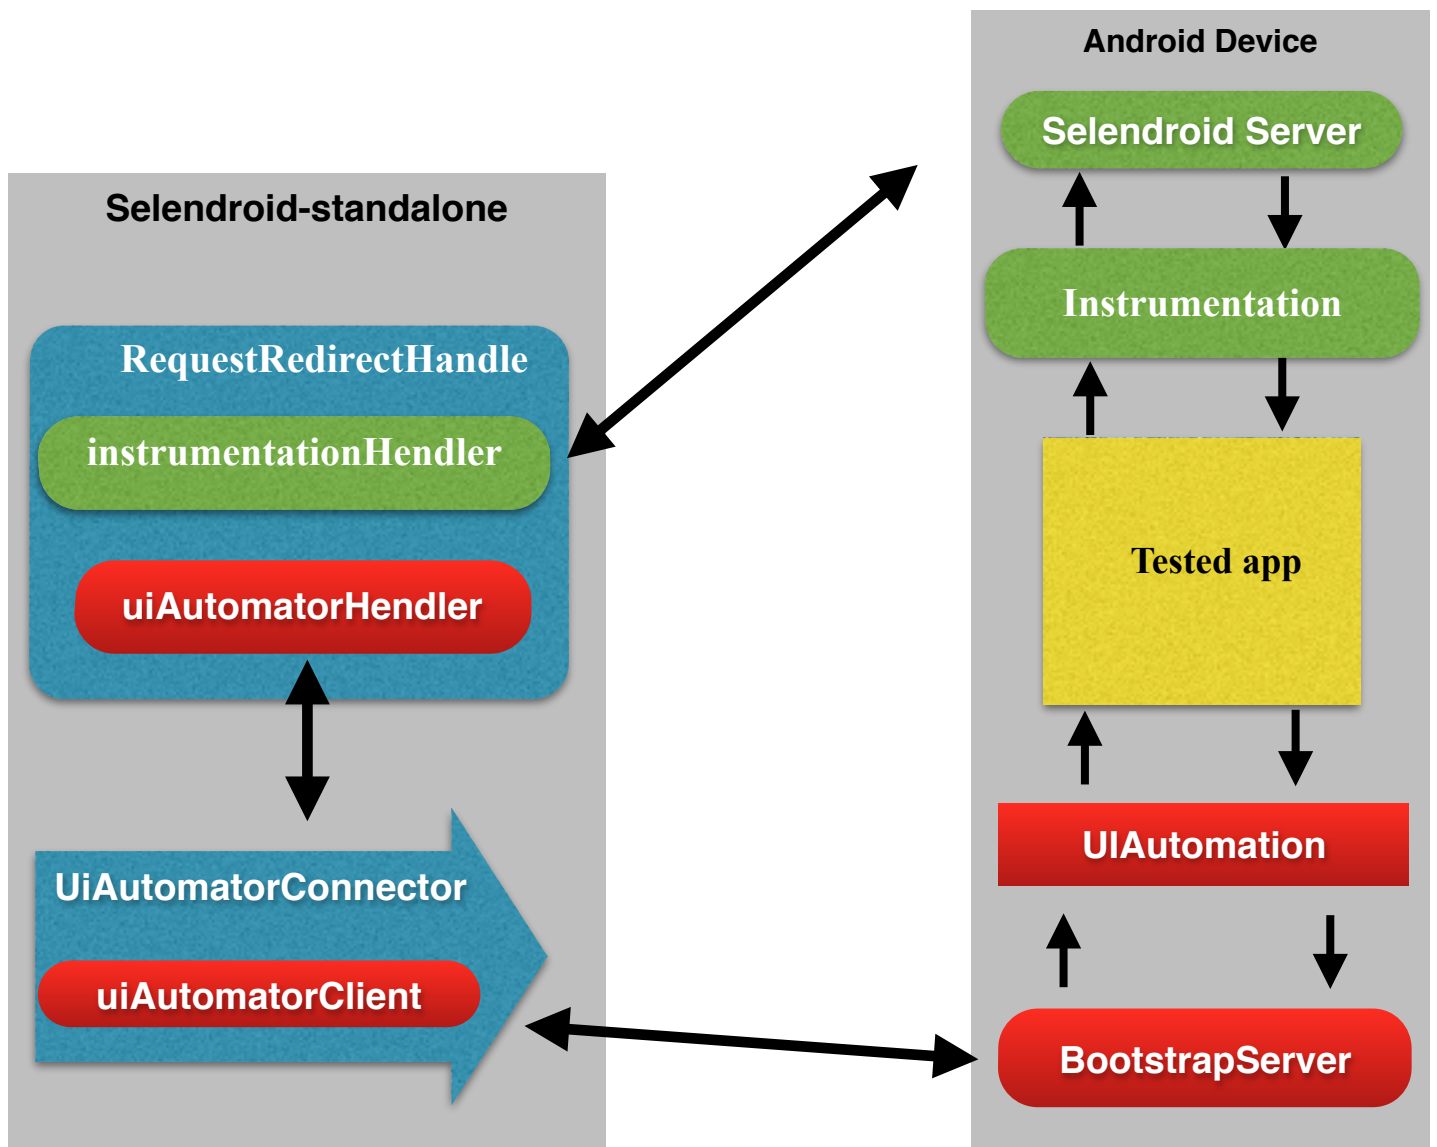 Selendroid-standalone
RequestRedirectHandle
instrumentationHendler
uiAutomatorHendler
UiAutomatorConnector
uiAutomatorClient
Android Device
Selendroid Server
Instrumentation
Tested app
UIAutomation
BootstrapServer